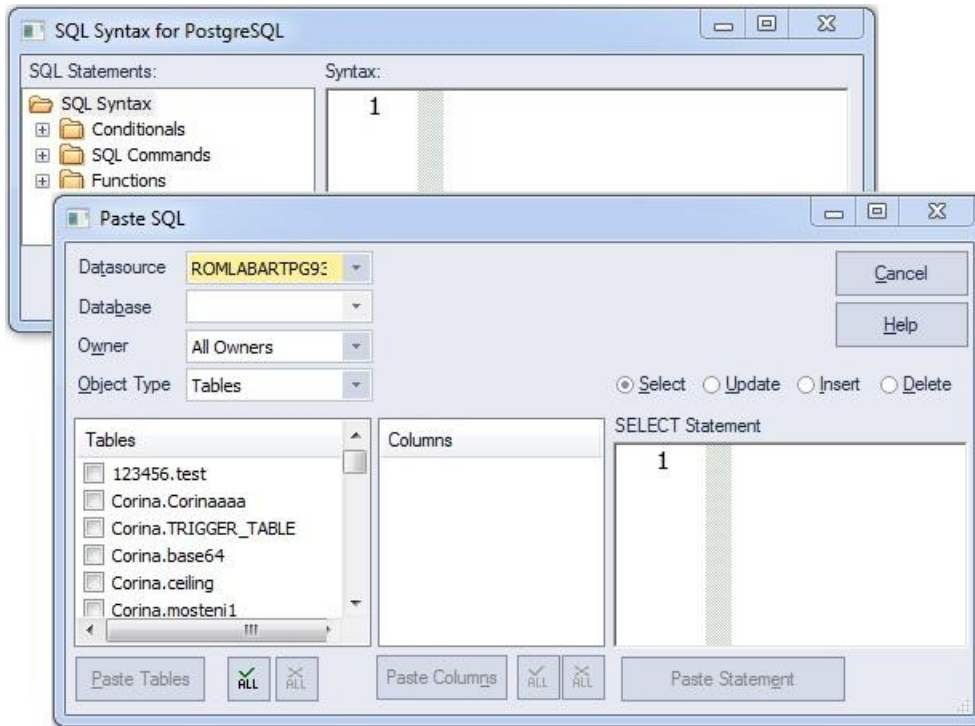 SQL Syntax for PostgreSQL
SQL Statements:
Syntax:
SQL Syntax
Conditionals
SQL Commands
Functions
1
Paste SQL
Datasource ROMLABARTPG93
Cancel
Database
Help
Owner All Owners
Object Type Tables
Select Update Insert Delete
Tables
Columns
SELECT Statement
123456.test
Corina.Corinaaaa
Corina.TRIGGER_TABLE
Corina.base64
Corina.ceiling
Corina.mosteni1
1
Paste Tables
ALL
ALL
Paste Columns
ALL
ALL
Paste Statement